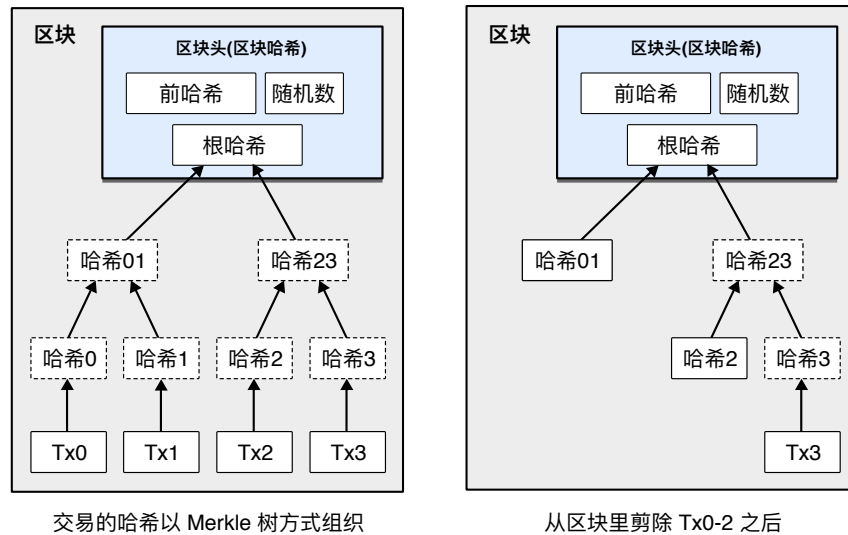 区块
区块头(区块哈希)
前哈希
随机数
根哈希
哈希01
哈希23
哈希0
哈希1
哈希2
哈希3
Tx0
Tx1
Tx2
Tx3
交易的哈希以 Merkle 树方式组织
区块
区块头(区块哈希)
前哈希
随机数
根哈希
哈希01
哈希23
哈希2
哈希3
Tx3
从区块里剪除 Tx0-2 之后